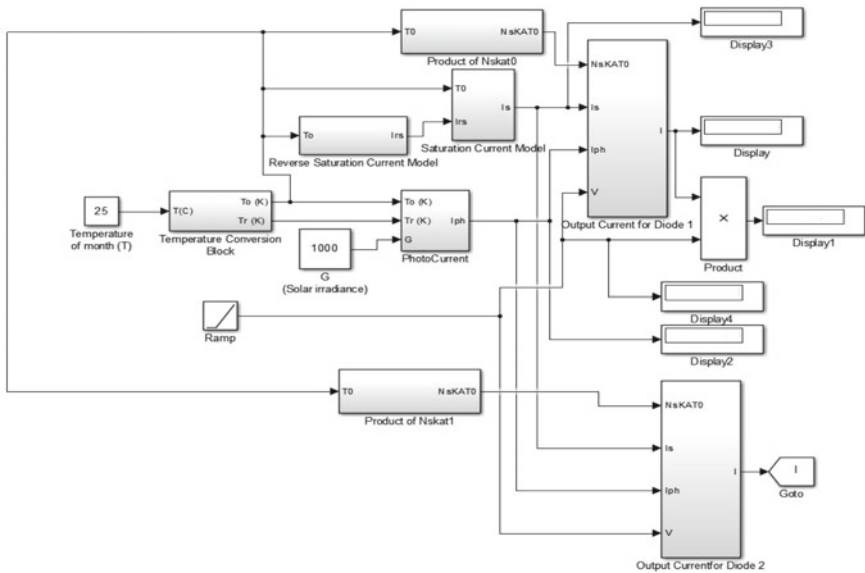 T0
NsKAT0
Product of Nskat0
Display3
NsKAT0
T0
Is
Irs
Saturation Current Model
Is
Iph
V
I
Display
To
Irs
Reverse Saturation Current Model
25
Temperature
of month (T)
T(C)
To (K)
Tr (K)
Temperature Conversion
Block
To (K)
Tr (K)
G
Iph
PhotoCurrent
1000
G
(Solar irradiance)
Output Current for Diode 1
X
Product
Display1
Ramp
Display4
Display2
T0
NsKAT0
Product of Nskat1
NsKAT0
Is
Iph
V
I
Output Currentfor Diode 2
I
Goto